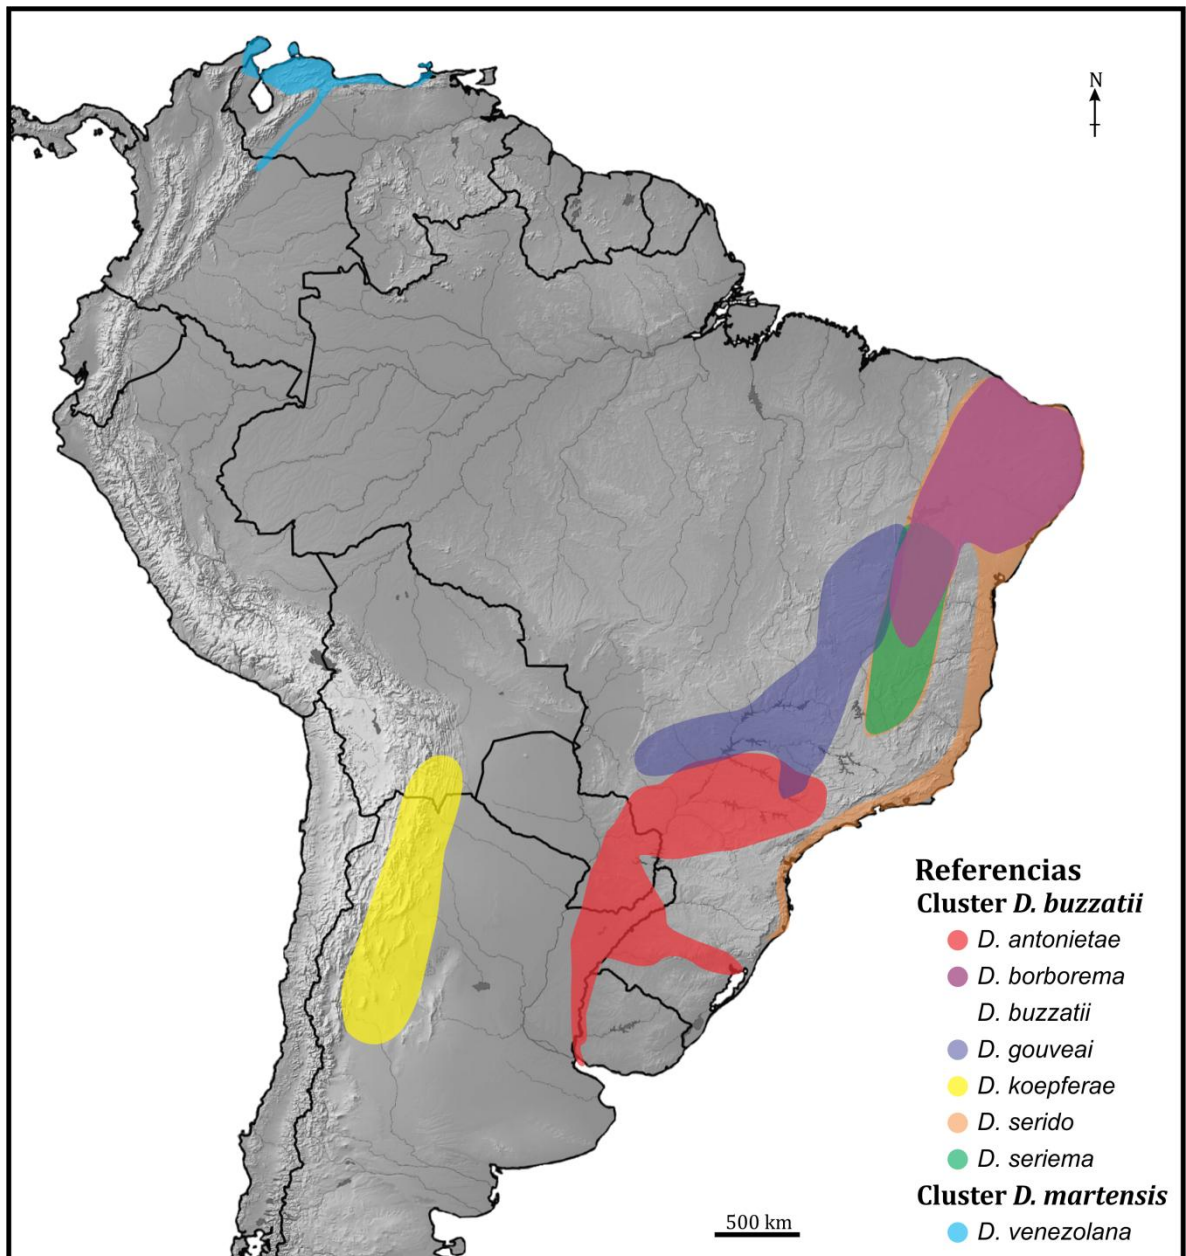 N
Referencias
Cluster D. buzzatii
D. antonietae
D. borborema
D. buzzatii
D. gouveai
D. koepferae
D. serido
D. seriema
Cluster D. martensis
D. venezolana
500 km